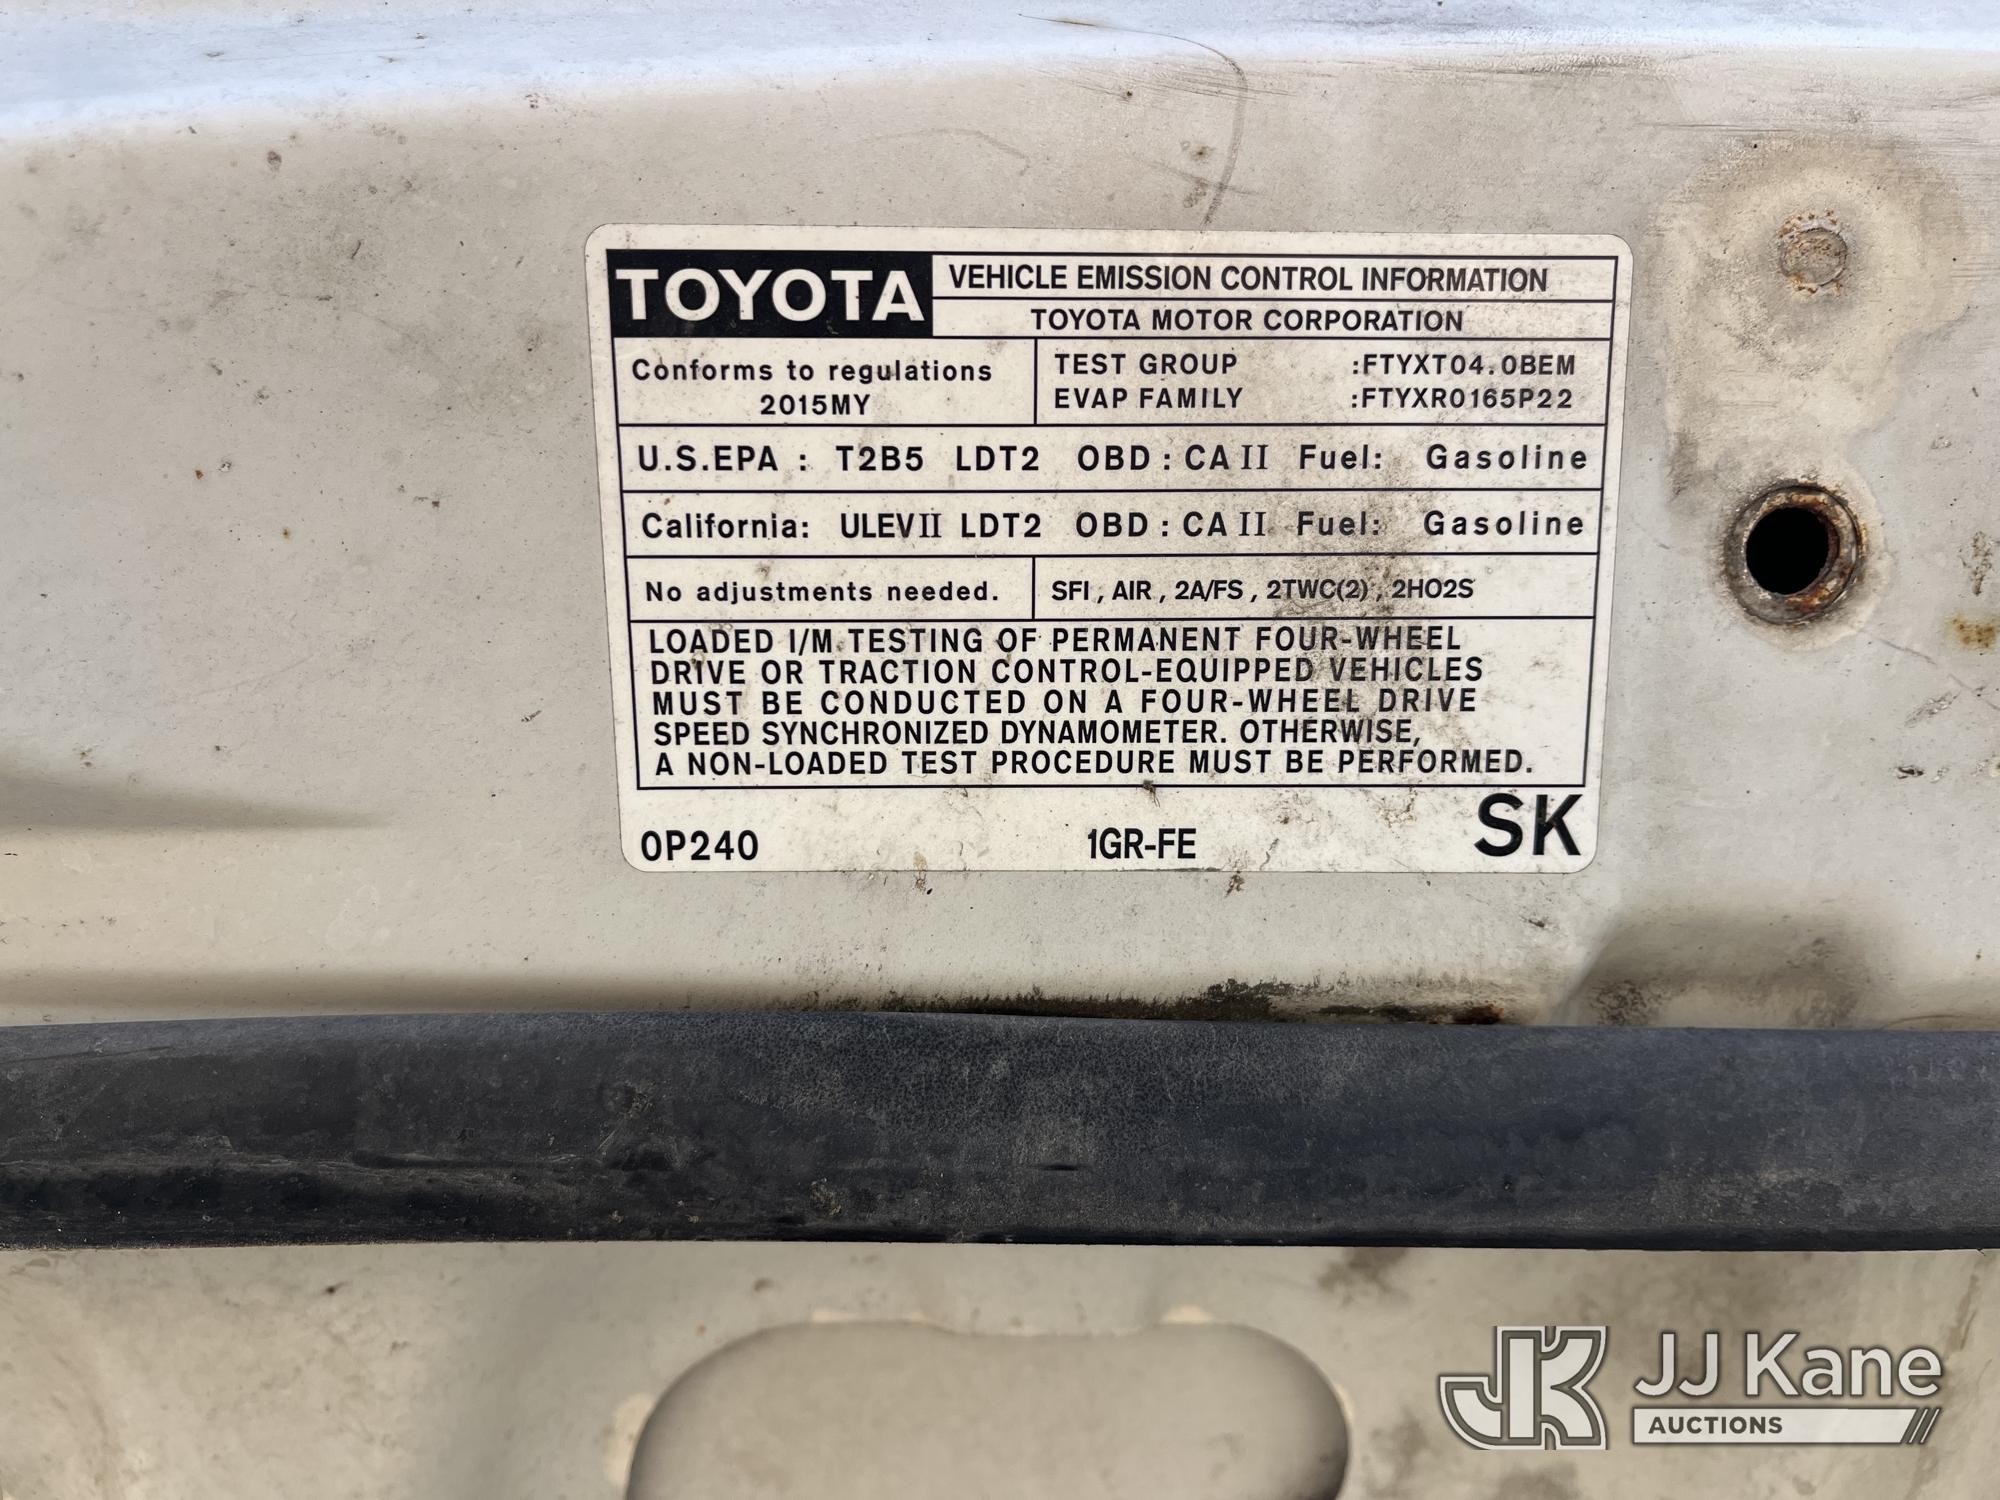 TOYOTA VEHICLE EMISSION CONTROL INFORMATION
TOYOTA MOTOR CORPORATION
Conforms to regulations
2015MY
TEST GROUP :FTYXT04.0BEM
EVAP FAMILY :FTYXR0165P22
U.S.EPA : T2B5 LDT2 OBD : CA II Fuel: Gasoline
California: ULEVII LDT2 OBD : CA II Fuel: Gasoline
No adjustments needed. SFI , AIR , 2A/FS , 2TWC(2) , 2HO2S
LOADED I/M TESTING OF PERMANENT FOUR-WHEEL
DRIVE OR TRACTION CONTROL-EQUIPPED VEHICLES
MUST BE CONDUCTED ON A FOUR-WHEEL DRIVE
SPEED SYNCHRONIZED DYNAMOMETER. OTHERWISE,
A NON-LOADED TEST PROCEDURE MUST BE PERFORMED.
0P240 1GR-FE SK
JK JJ Kane
AUCTIONS